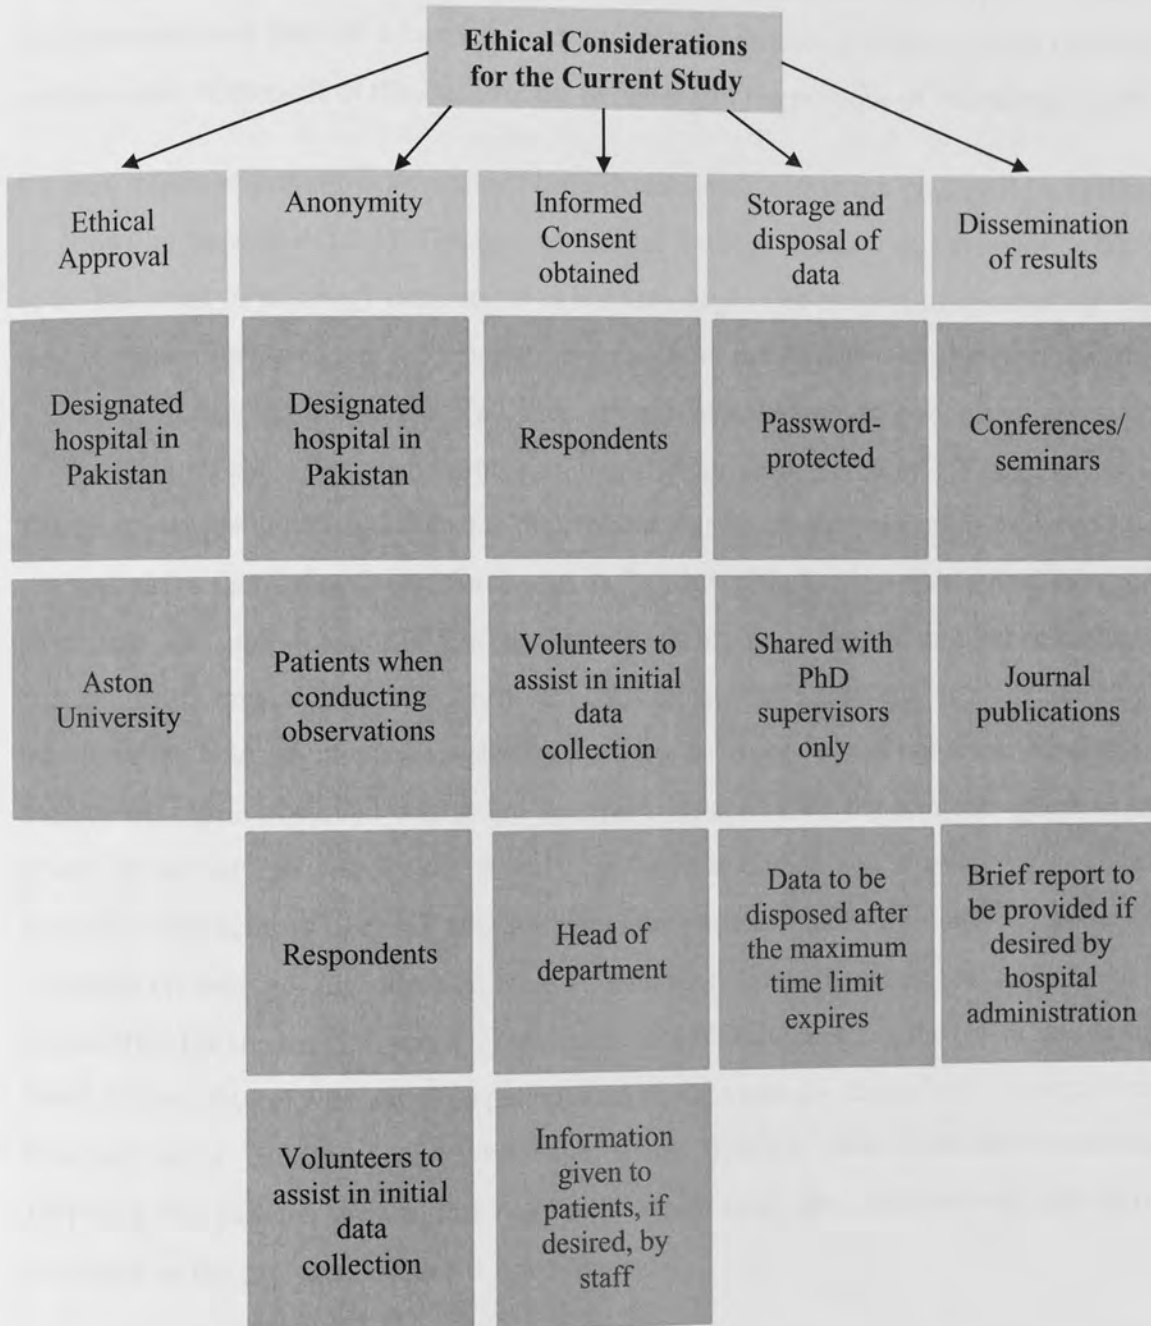 Ethical Considerations
for the Current Study
Ethical
Approval
Anonymity
Informed
Consent
obtained
Storage and
disposal of
data
Dissemination
of results
Designated
hospital in
Pakistan
Designated
hospital in
Pakistan
Respondents
Password-
protected
Conferences/
seminars
Aston
University
Patients when
conducting
observations
Volunteers to
assist in initial
data
collection
Shared with
PhD
supervisors
only
Journal
publications
Respondents
Head of
department
Data to be
disposed after
the maximum
time limit
expires
Brief report to
be provided if
desired by
hospital
administration
Volunteers to
assist in initial
data
collection
Information
given to
patients, if
desired, by
staff